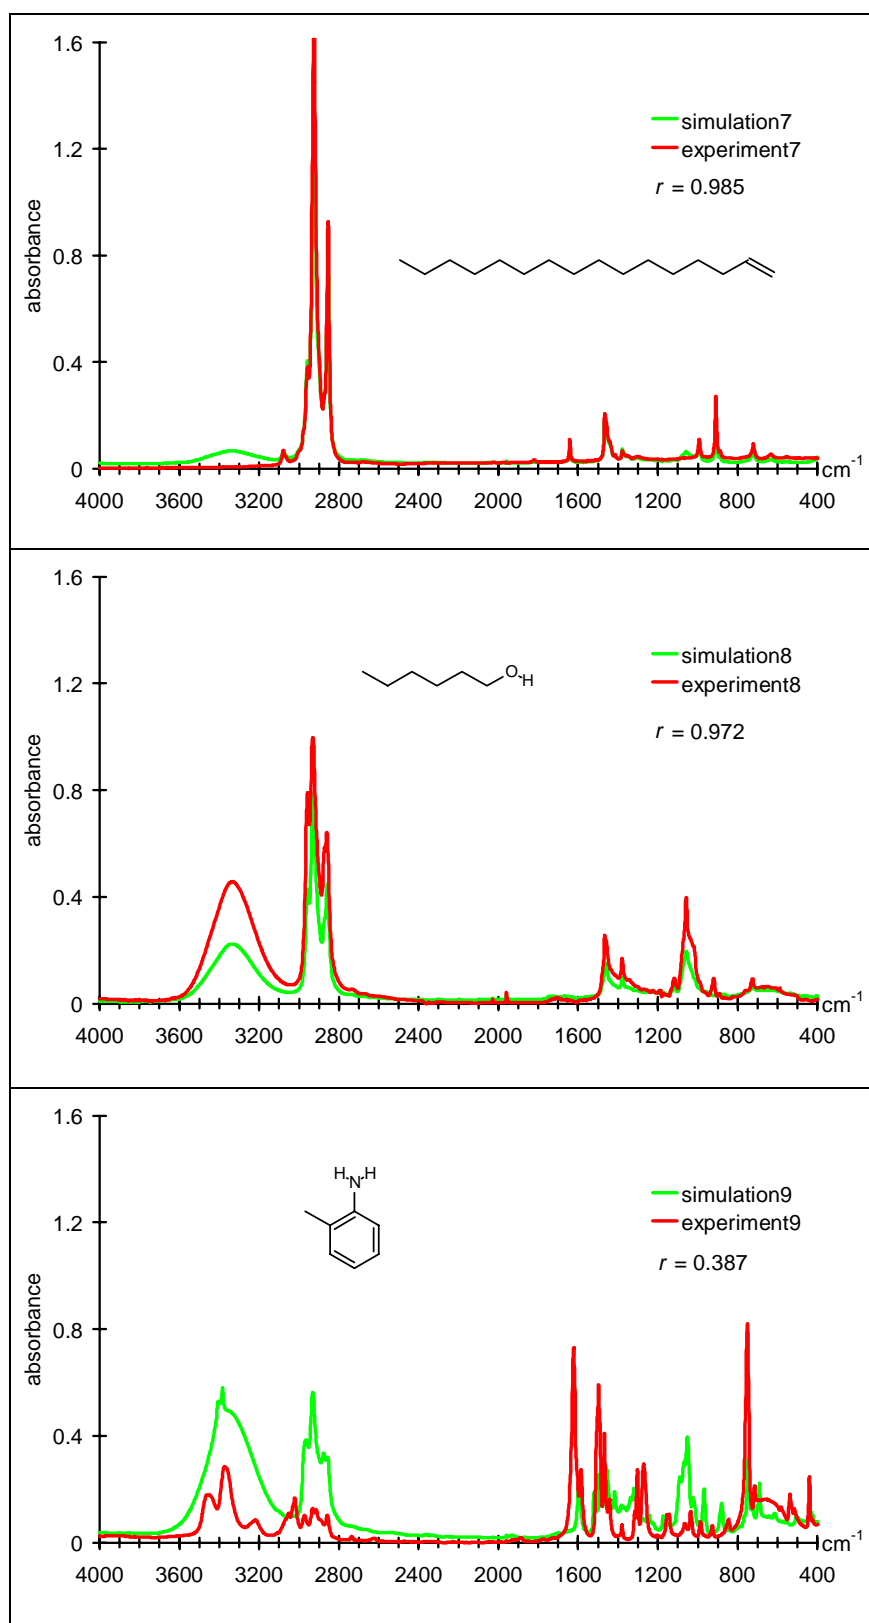 1.6
simulation7
experiment7
1.2
r = 0.985
absorbance
0.8
0.4
0
cm-1
4000 3600 3200 2800 2400 2000 1600 1200 800 400
1.6
simulation8
O
H
experiment8
1.2
r = 0.972
absorbance
0.8
0.4
0
cm-1
4000 3600 3200 2800 2400 2000 1600 1200 800 400
1.6
H H
N
simulation9
experiment9
1.2
r = 0.387
absorbance
0.8
0.4
0
cm-1
4000 3600 3200 2800 2400 2000 1600 1200 800 400